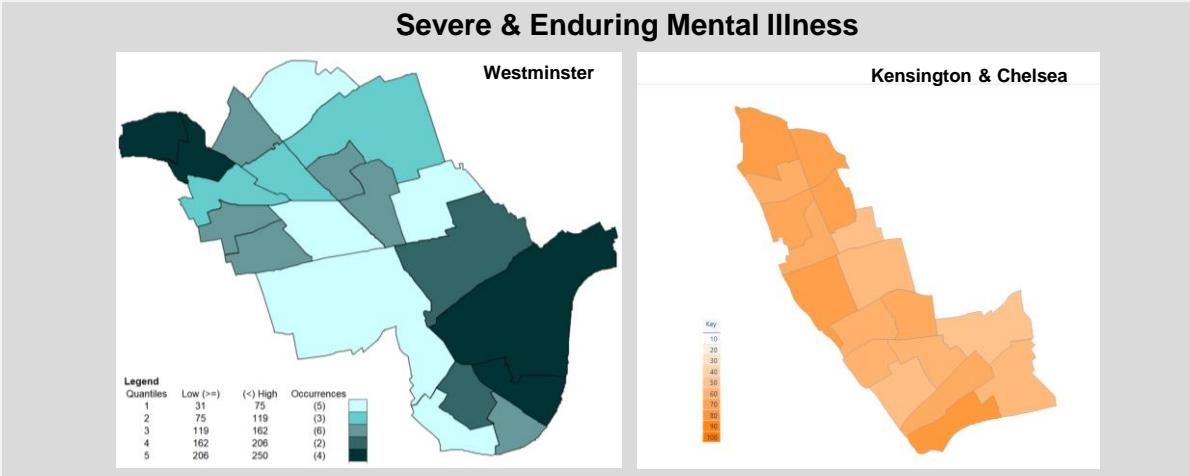 Severe & Enduring Mental Illness
Westminster
Kensington & Chelsea
Legend
Quantiles Low (>=) (<) High Occurrences
1 31 75 (5)
2 75 119 (3)
3 119 162 (6)
4 162 206 (2)
5 206 250 (4)
Key
10
20
30
40
50
60
70
80
90
100